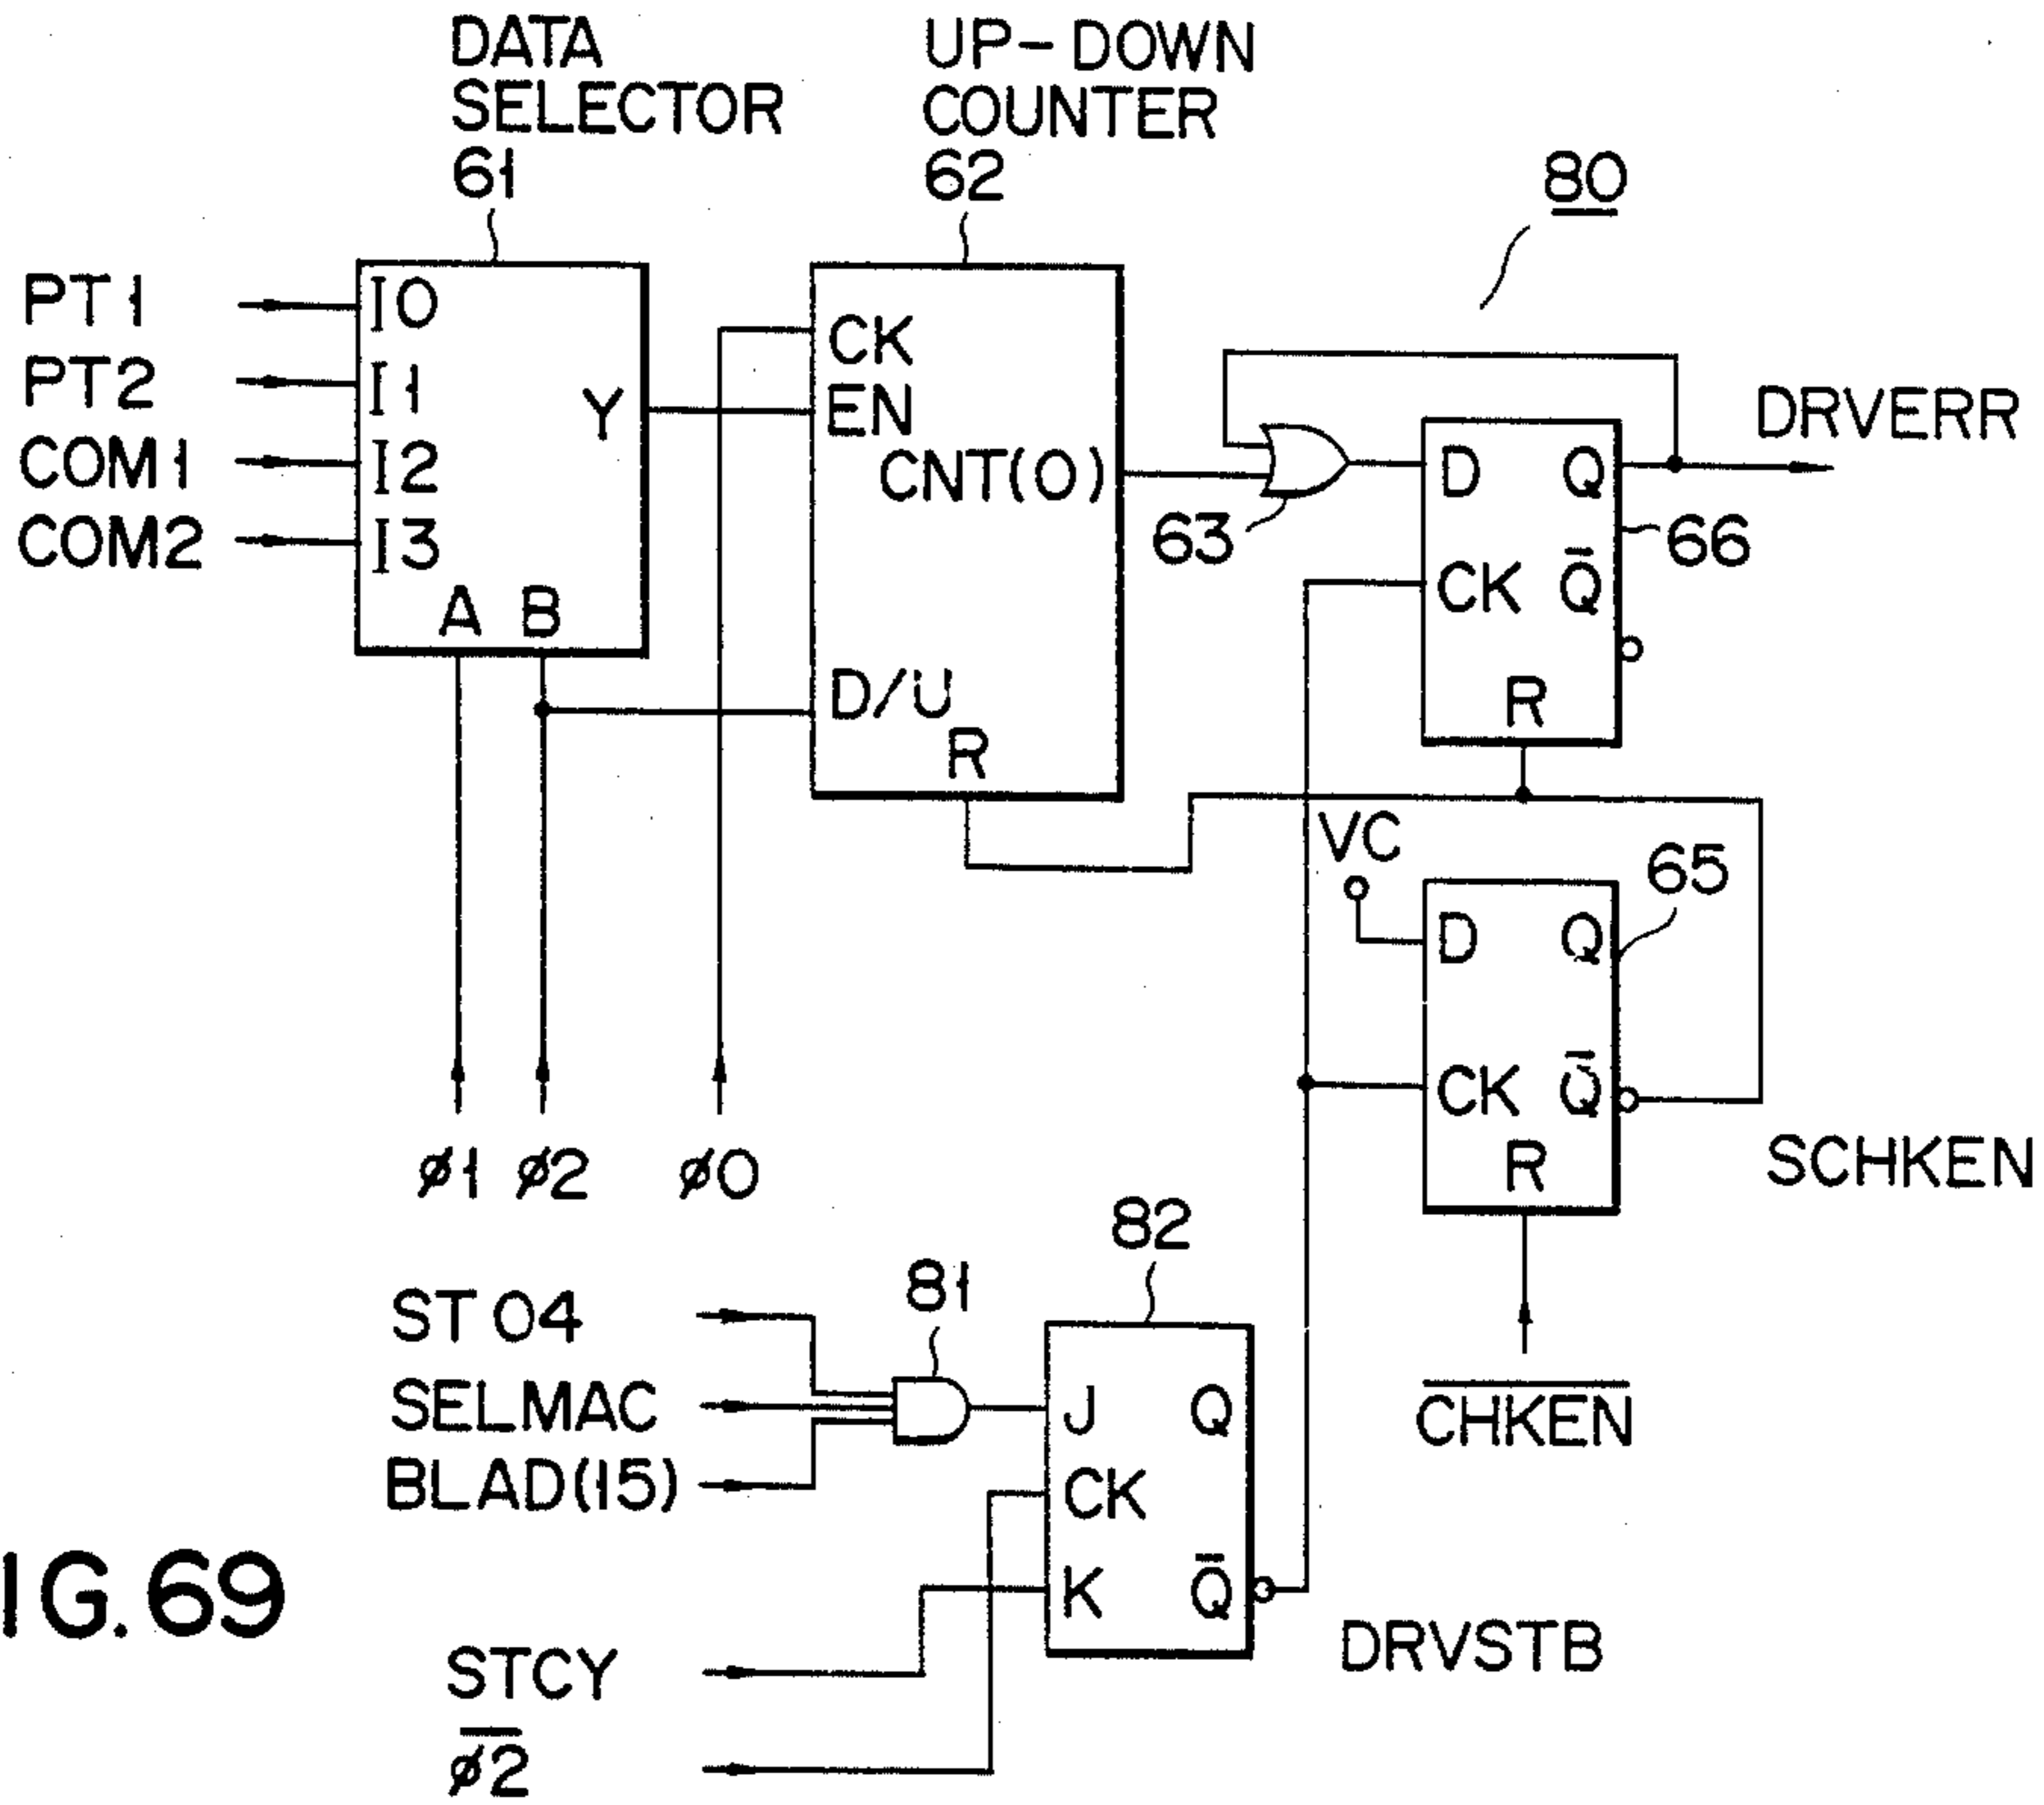 DATA
SELECTOR
61
UP-DOWN
COUNTER
62
80
PT1
PT2
COM1
COM2
I0
I1
I2
I3
Y
A B
CK
EN
CNT(0)
D/U
R
63
D Q
CK Q̅
R
66
DRVERR
VC
65
D Q
CK Q̅
R
SCHKEN
C̅H̅K̅E̅N̅
ø1 ø2 ø0
ST04
SELMAC
BLAD(15)
81
82
J Q
CK
K Q̅
DRVSTB
STCY
ø̅2̅
IG. 69